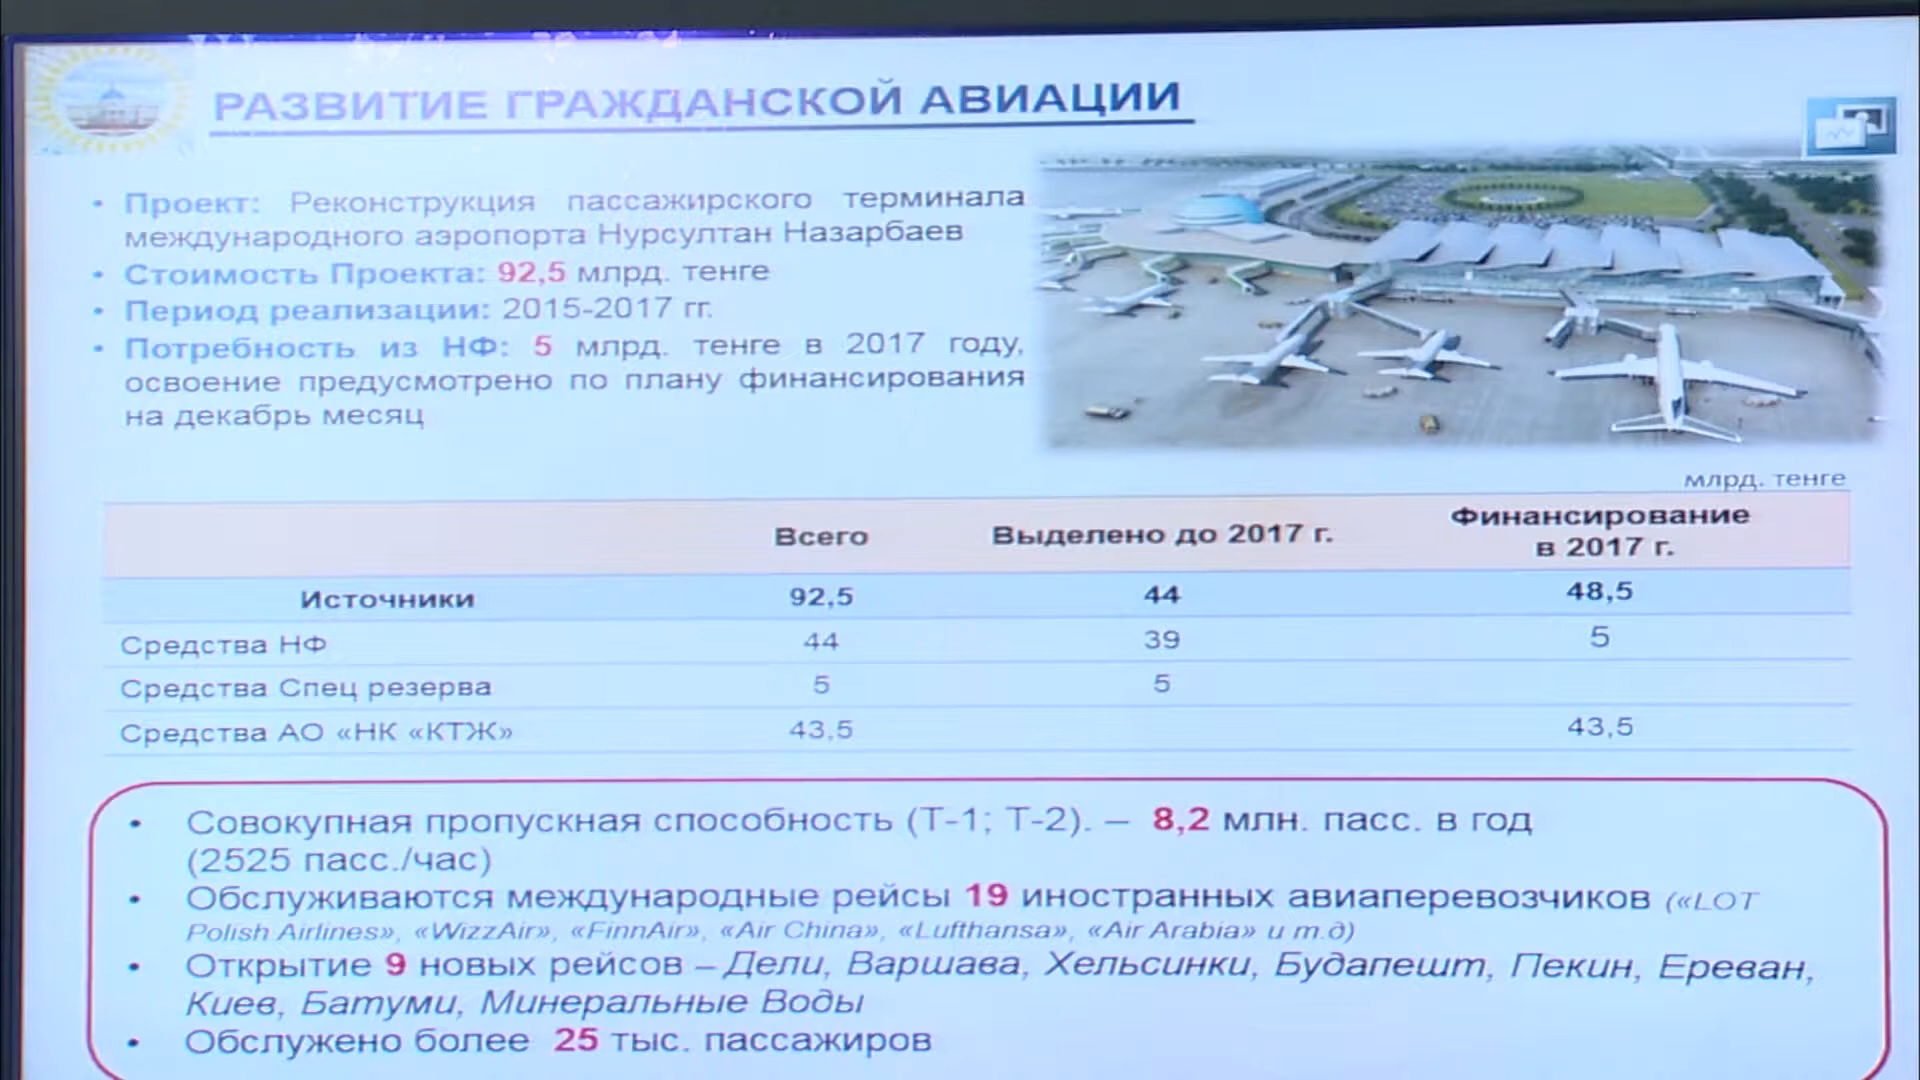 РАЗВИТИЕ ГРАЖДАНСКОЙ АВИАЦИИ
• Проект: Реконструкция пассажирского терминала
международного аэропорта Нурсултан Назарбаев
• Стоимость Проекта: 92,5 млрд. тенге
• Период реализации: 2015-2017 гг.
• Потребность из НФ: 5 млрд. тенге в 2017 году,
освоение предусмотрено по плану финансирования
на декабрь месяц
млрд. тенге
Всего Выделено до 2017 г. Финансирование
в 2017 г.
Источники 92,5 44 48,5
Средства НФ 44 39 5
Средства Спец резерва 5 5
Средства АО «НК «КТЖ» 43,5 43,5
• Совокупная пропускная способность (Т-1; Т-2). – 8,2 млн. пасс. в год
(2525 пасс./час)
• Обслуживаются международные рейсы 19 иностранных авиаперевозчиков («LOT
Polish Airlines», «WizzAir», «FinnAir», «Air China», «Lufthansa», «Air Arabia» и т.д)
• Открытие 9 новых рейсов – Дели, Варшава, Хельсинки, Будапешт, Пекин, Ереван,
Киев, Батуми, Минеральные Воды
• Обслужено более 25 тыс. пассажиров